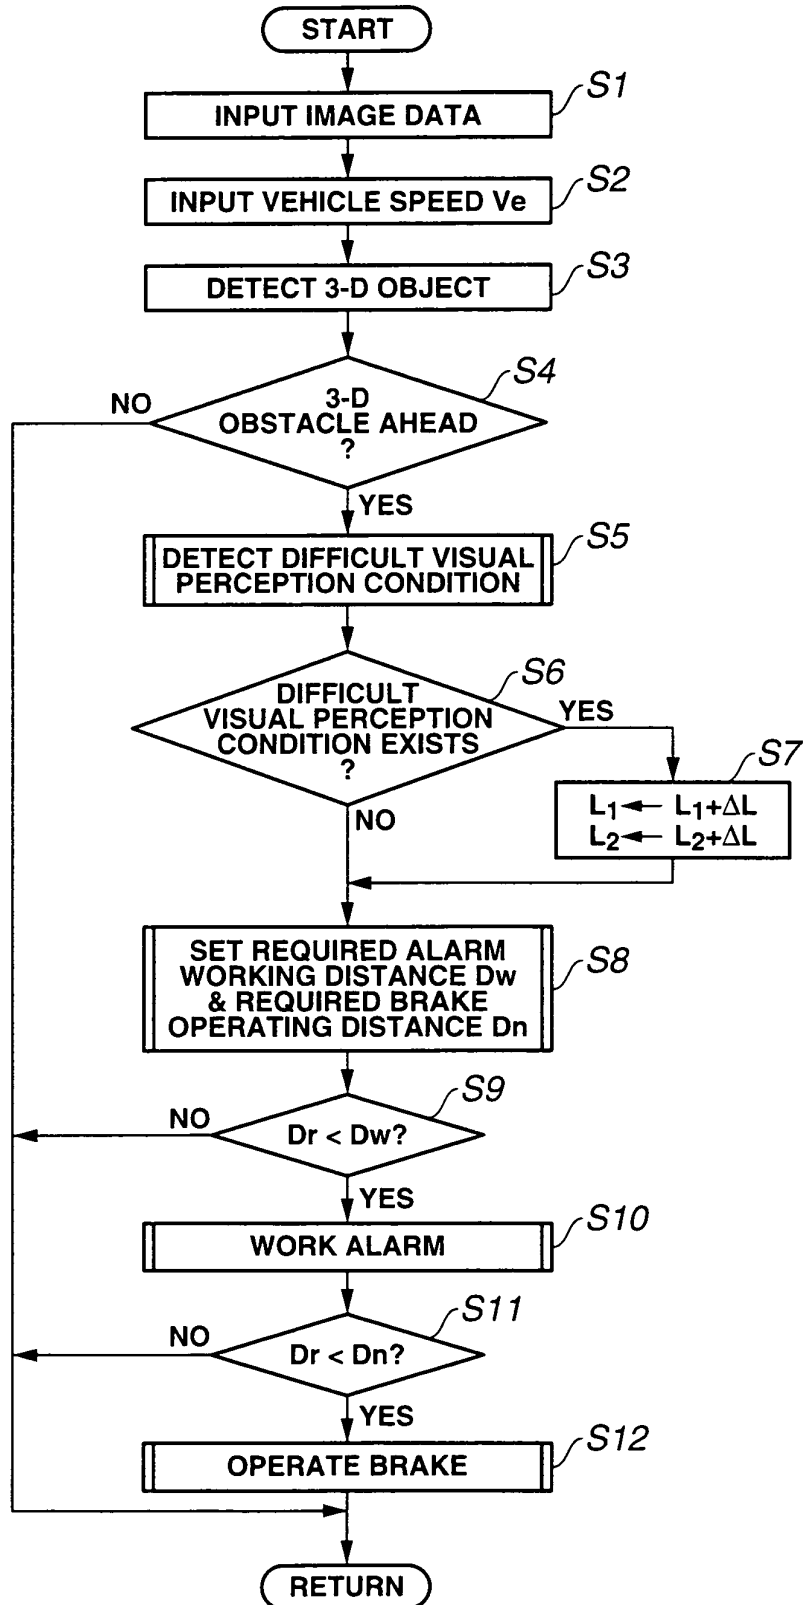 START
S1
INPUT IMAGE DATA
S2
INPUT VEHICLE SPEED Ve
S3
DETECT 3-D OBJECT
S4
NO
3-D
OBSTACLE AHEAD
?
YES
S5
DETECT DIFFICULT VISUAL
PERCEPTION CONDITION
S6
DIFFICULT
VISUAL PERCEPTION
CONDITION EXISTS
?
YES
S7
L1← L1+ΔL
L2← L2+ΔL
NO
SET REQUIRED ALARM
WORKING DISTANCE Dw
& REQUIRED BRAKE
OPERATING DISTANCE Dn
S8
S9
NO
Dr < Dw?
YES
S10
WORK ALARM
S11
NO
Dr < Dn?
YES
S12
OPERATE BRAKE
RETURN